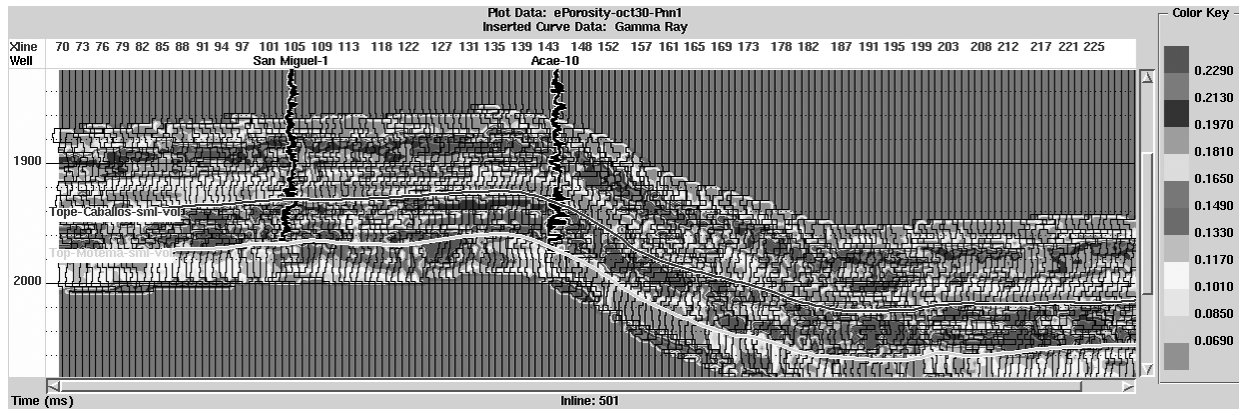 Plot Data: ePorosity-oct30-Pnn1
Inserted Curve Data: Gamma Ray
Color Key
Xline 70 73 76 79 82 85 88 91 94 97 101 105 109 113 118 122 127 131 135 139 143 148 152 157 161 165 169 173 178 182 187 191 195 199 203 208 212 217 221 225
Well San Miguel-1 Acae-10
0.2290
0.2130
0.1970
0.1810
0.1650
0.1490
0.1330
0.1170
0.1010
0.0850
0.0690
1900
Tope-Caballos-sml-vol
Top-Motema-sml-vol
2000
Time (ms) Inline: 501